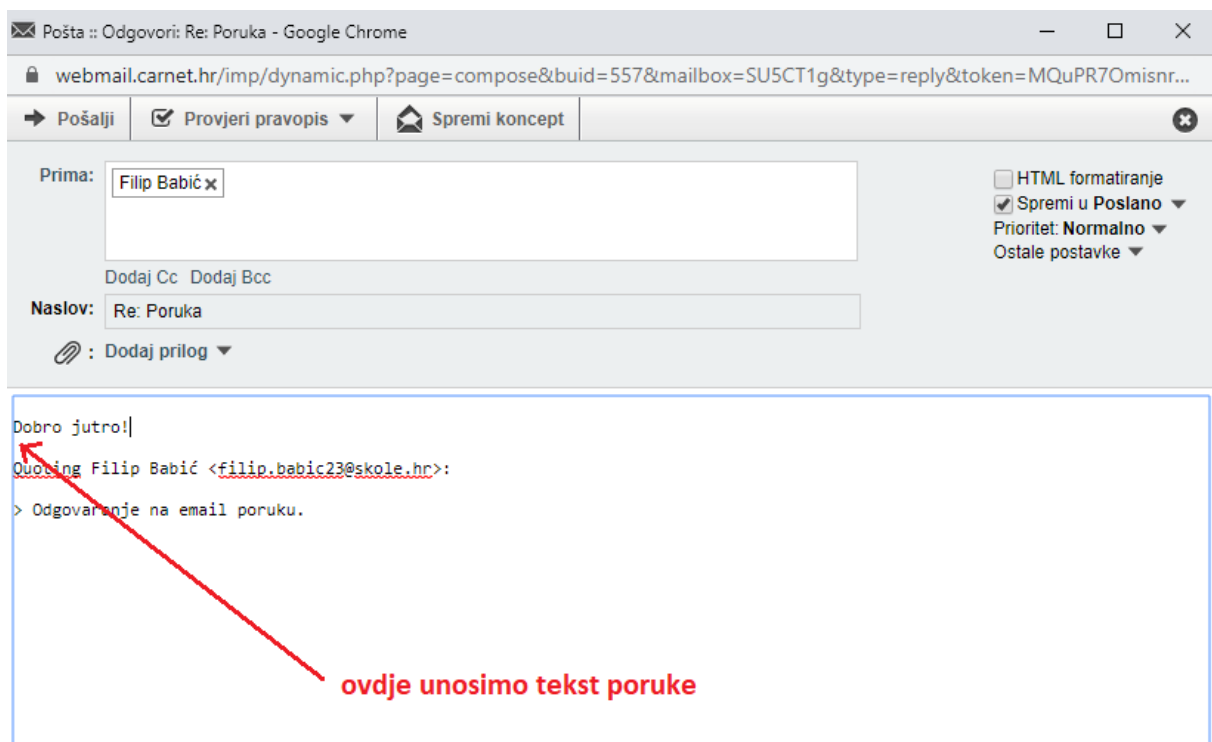 Pošta :: Odgovori: Re: Poruka - Google Chrome
webmail.carnet.hr/imp/dynamic.php?page=compose&buid=557&mailbox=SU5CT1g&type=reply&token=MQuPR7Omisnr...
Pošalji Provjeri pravopis Spremi koncept
Prima: Filip Babić
HTML formatiranje
Spremi u Poslano
Prioritet: Normalno
Ostale postavke
Dodaj Cc Dodaj Bcc
Naslov: Re: Poruka
: Dodaj prilog
Dobro jutro!
Quoting Filip Babić <filip.babic23@skole.hr>:
> Odgovaranje na email poruku.
ovdje unosimo tekst poruke